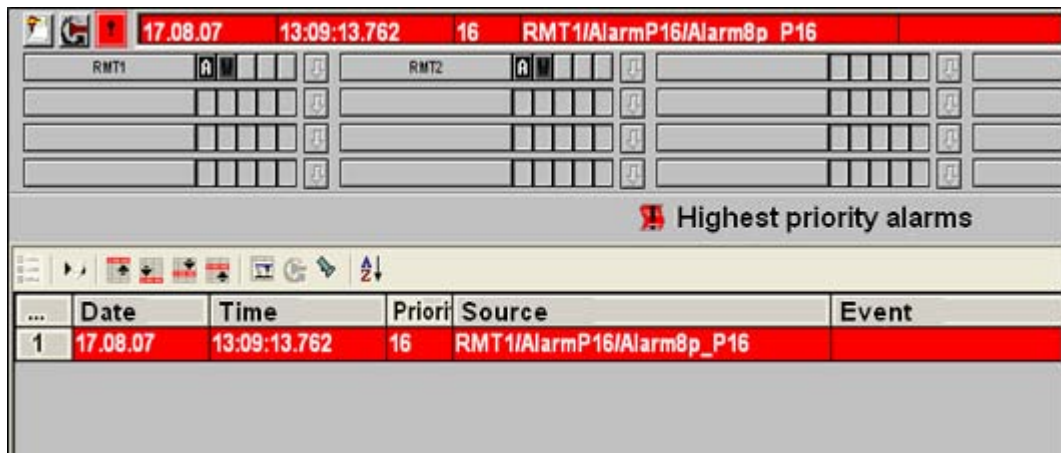 17.08.07 13:09:13.762 16 RMT1/AlarmP16/Alarm8p_P16
RMT1 A W RMT2 A W
Highest priority alarms
... Date Time Priorit Source Event
1 17.08.07 13:09:13.762 16 RMT1/AlarmP16/Alarm8p_P16